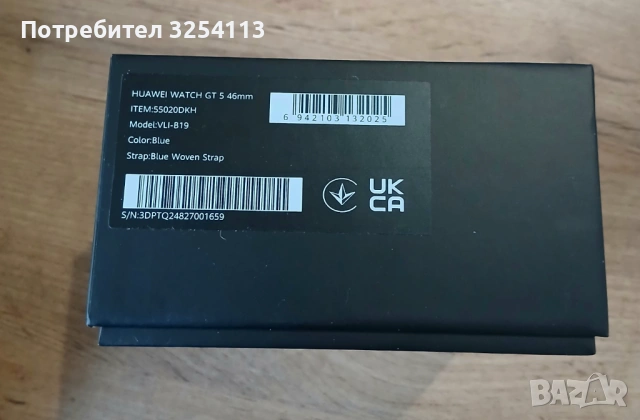 Потребител 3254113
HUAWEI WATCH GT 5 46mm
ITEM:55020DKH
Model:VLI-B19
Color:Blue
Strap:Blue Woven Strap
6 942103 132025
S/N:3DPTQ24827001659
UK
CA
BAZAR